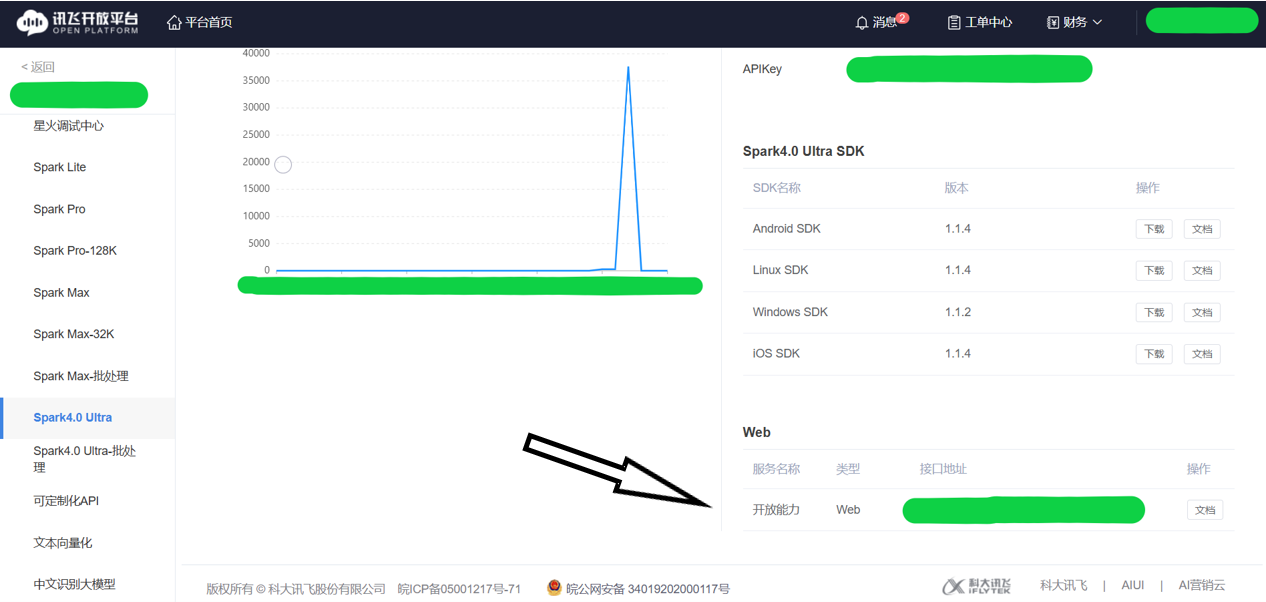 讯飞开放平台
OPEN PLATFORM
平台首页
消息 2
工单中心
财务
< 返回
星火调试中心
Spark Lite
Spark Pro
Spark Pro-128K
Spark Max
Spark Max-32K
Spark Max-批处理
Spark4.0 Ultra
Spark4.0 Ultra-批处
理
可定制化API
文本向量化
中文识别大模型
40000
35000
30000
25000
20000
15000
10000
5000
0
APIKey
Spark4.0 Ultra SDK
SDK名称 版本 操作
Android SDK 1.1.4 下载 文档
Linux SDK 1.1.4 下载 文档
Windows SDK 1.1.2 下载 文档
iOS SDK 1.1.4 下载 文档
Web
服务名称 类型 接口地址 操作
开放能力 Web 文档
版权所有 © 科大讯飞股份有限公司 皖ICP备05001217号-71 皖公网安备 34019202000117号
科大讯飞
iFLYTEK
科大讯飞 | AIUI | AI营销云